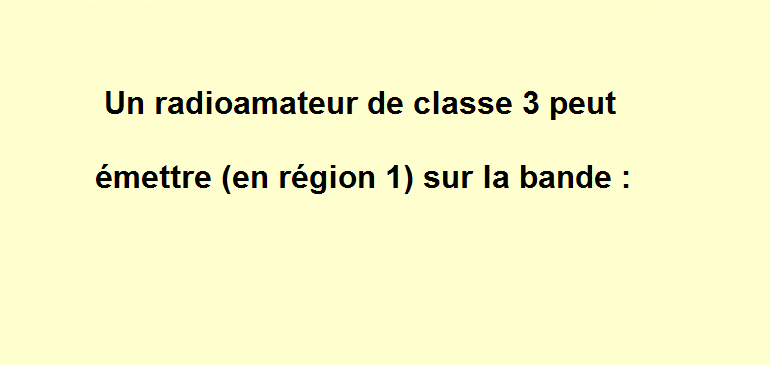 Un radioamateur de classe 3 peut
émettre (en région 1) sur la bande :